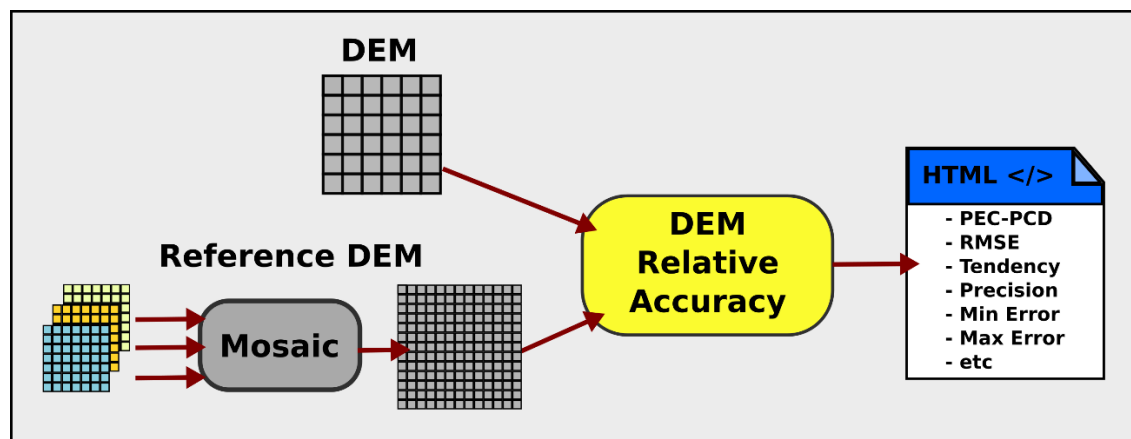 DEM
Reference DEM
Mosaic
DEM
Relative
Accuracy
HTML </>
- PEC-PCD
- RMSE
- Tendency
- Precision
- Min Error
- Max Error
- etc